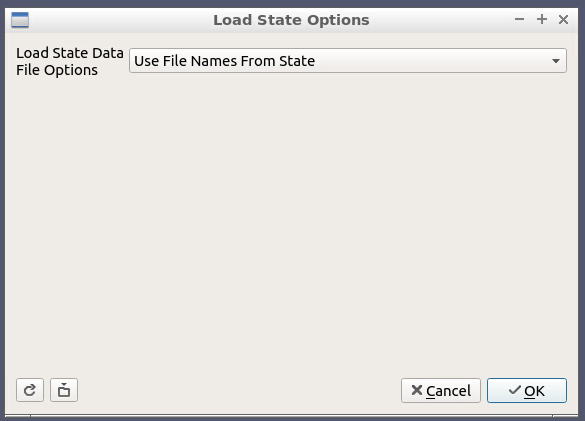 Load State Options
Load State Data
File Options
Use File Names From State
Cancel
OK